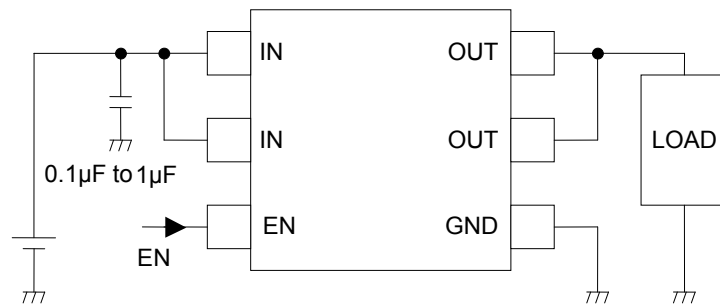 IN OUT
IN OUT
LOAD
0.1µF to 1µF
EN GND
EN